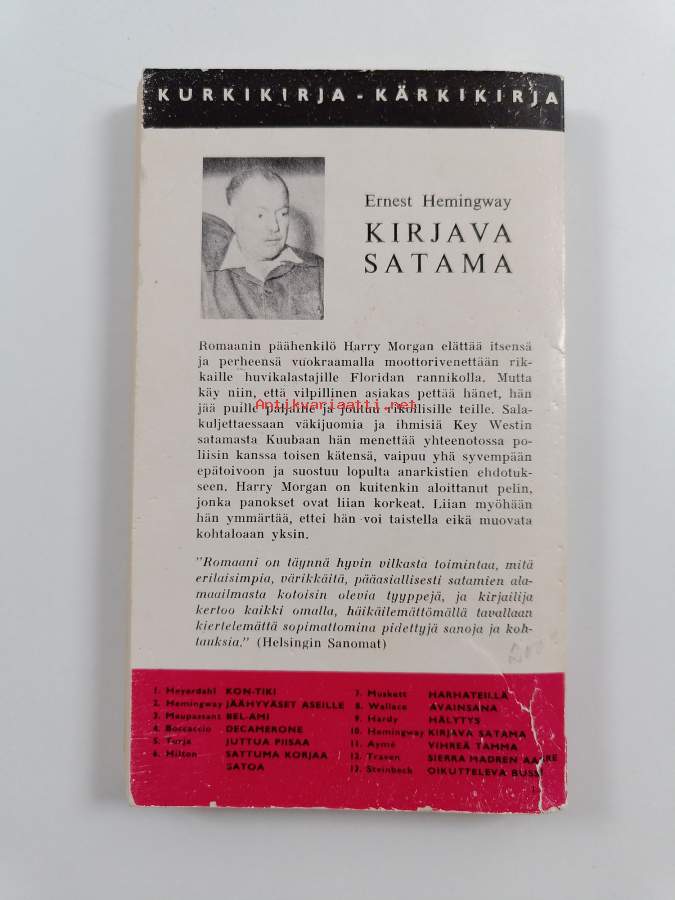 KURKIKIRJA - KÄRKIKIRJA
Ernest Hemingway
KIRJAVA
SATAMA
Romaanin päähenkilö Harry Morgan elättää itsensä
ja perheensä vuokraamalla moottorivenettään rik-
kaille huvikalastajille Floridan rannikolla. Mutta
käy niin, että vilpillinen asiakas pettää hänet, hän
jää puille paljaille ja joutuu rikollisille teille. Sala-
Antikvariaatti.net
kuljettaessaan väkijuomia ja ihmisiä Key Westin
satamasta Kuubaan hän menettää yhteenotossa po-
liisin kanssa toisen kätensä, vaipuu yhä syvempään
epätoivoon ja suostuu lopulta anarkistien ehdotuk-
seen. Harry Morgan on kuitenkin aloittanut pelin,
jonka panokset ovat liian korkeat. Liian myöhään
hän ymmärtää, ettei hän voi taistella eikä muovata
kohtaloaan yksin.
"Romaani on täynnä hyvin vilkasta toimintaa, mitä
erilaisimpia, värikkäitä, pääasiallisesti satamien ala-
maailmasta kotoisin olevia tyyppejä, ja kirjailija
kertoo kaikki omalla, häikäilemättömällä tavallaan
kiertelemättä sopimattomina pidettyjä sanoja ja koh-
tauksia." (Helsingin Sanomat)
1. Heyerdahl KON-TIKI
2. Hemingway JÄÄHYVÄSET ASEILLE
3. Maupassant BEL-AMI
4. Boccaccio DECAMERONE
5. Turja JUTTUA PIISAA
6. Hilton SATTUMA KORJAA
SATOA
7. Muskett HARHATEILLÄ
8. Wallace AVAINSANA
9. Hardy HÄLYTYS
10. Hemingway KIRJAVA SATAMA
11. Aymé VIHREÄ TAMMA
12. Traven SIERRA MADREN AARRE
13. Steinbeck OIKUTTELEVA BUSSI